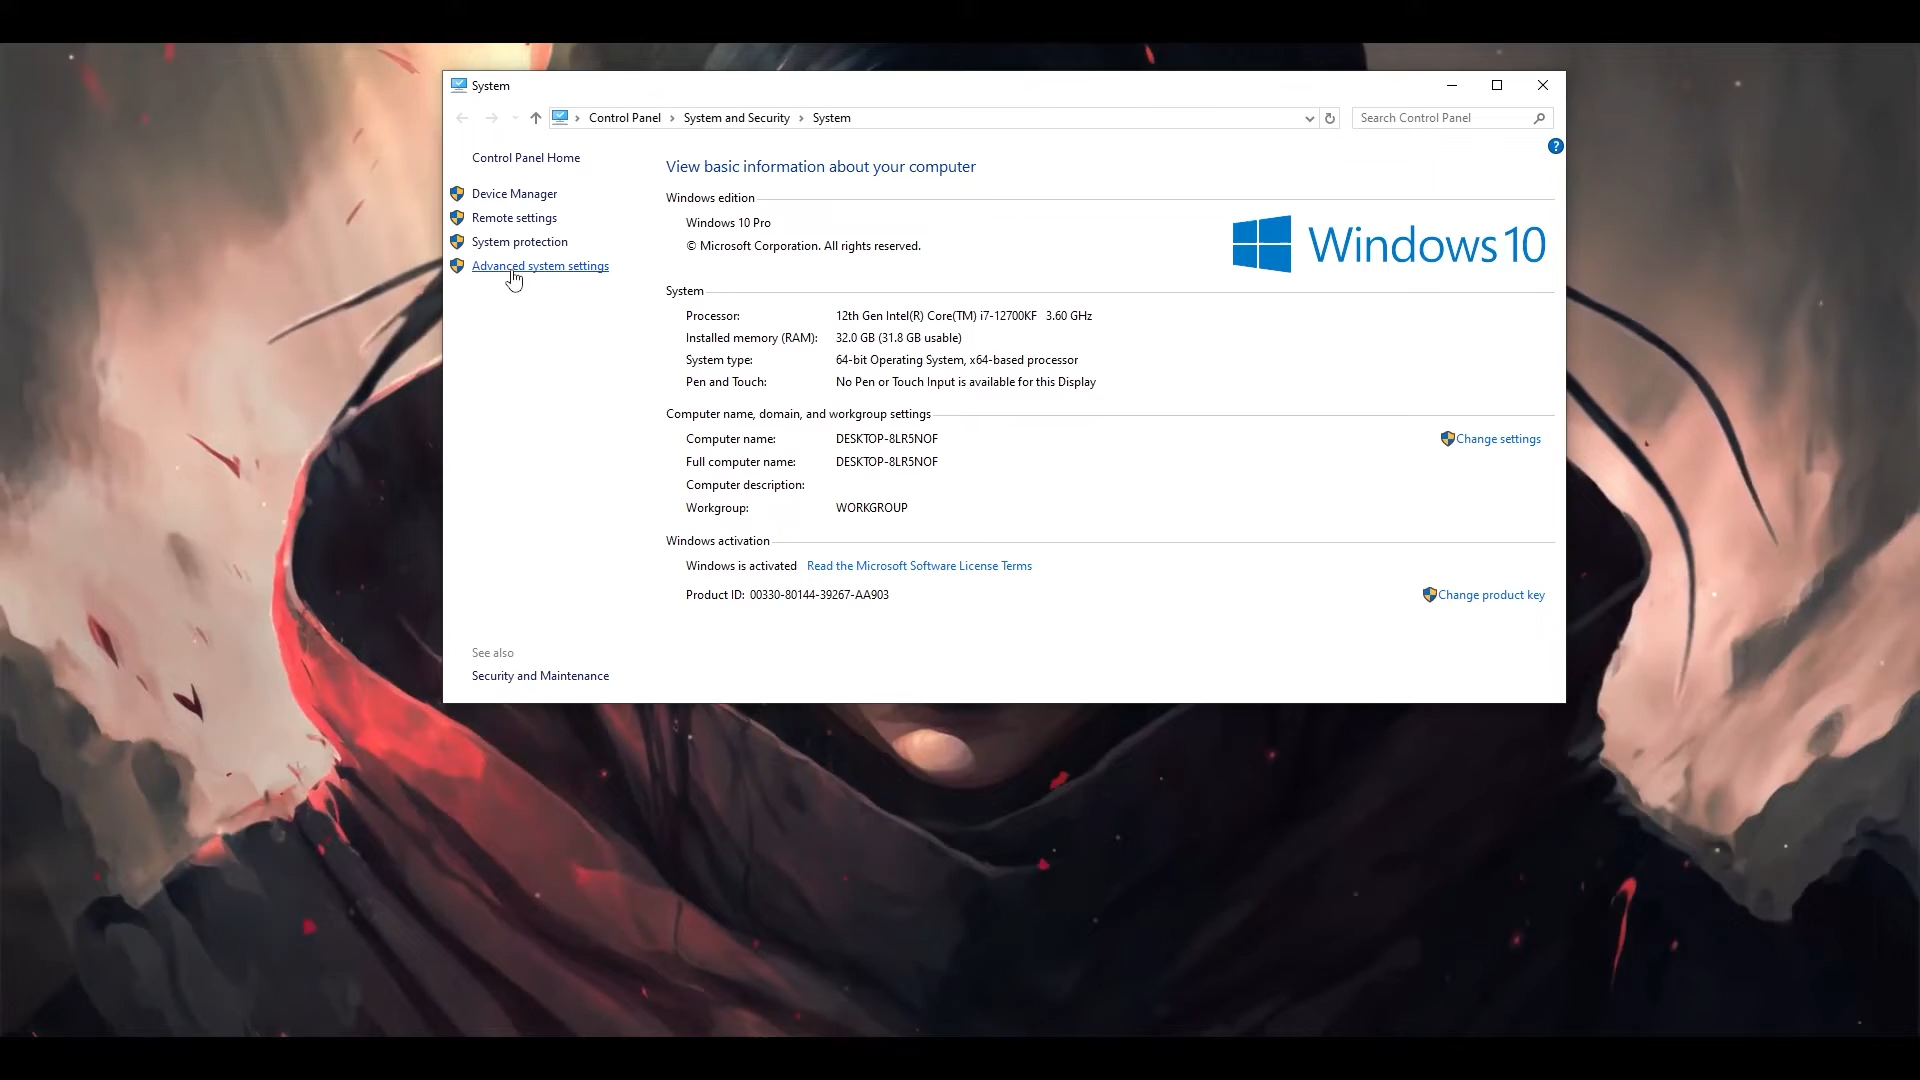 System
Control Panel > System and Security > System
Search Control Panel
?
Control Panel Home
Device Manager
Remote settings
System protection
Advanced system settings
View basic information about your computer
Windows edition
Windows 10 Pro
© Microsoft Corporation. All rights reserved.
Windows 10
System
Processor: 12th Gen Intel(R) Core(TM) i7-12700KF 3.60 GHz
Installed memory (RAM): 32.0 GB (31.8 GB usable)
System type: 64-bit Operating System, x64-based processor
Pen and Touch: No Pen or Touch Input is available for this Display
Computer name, domain, and workgroup settings
Computer name: DESKTOP-8LR5NOF
Change settings
Full computer name: DESKTOP-8LR5NOF
Computer description:
Workgroup: WORKGROUP
Windows activation
Windows is activated Read the Microsoft Software License Terms
Product ID: 00330-80144-39267-AA903
Change product key
See also
Security and Maintenance